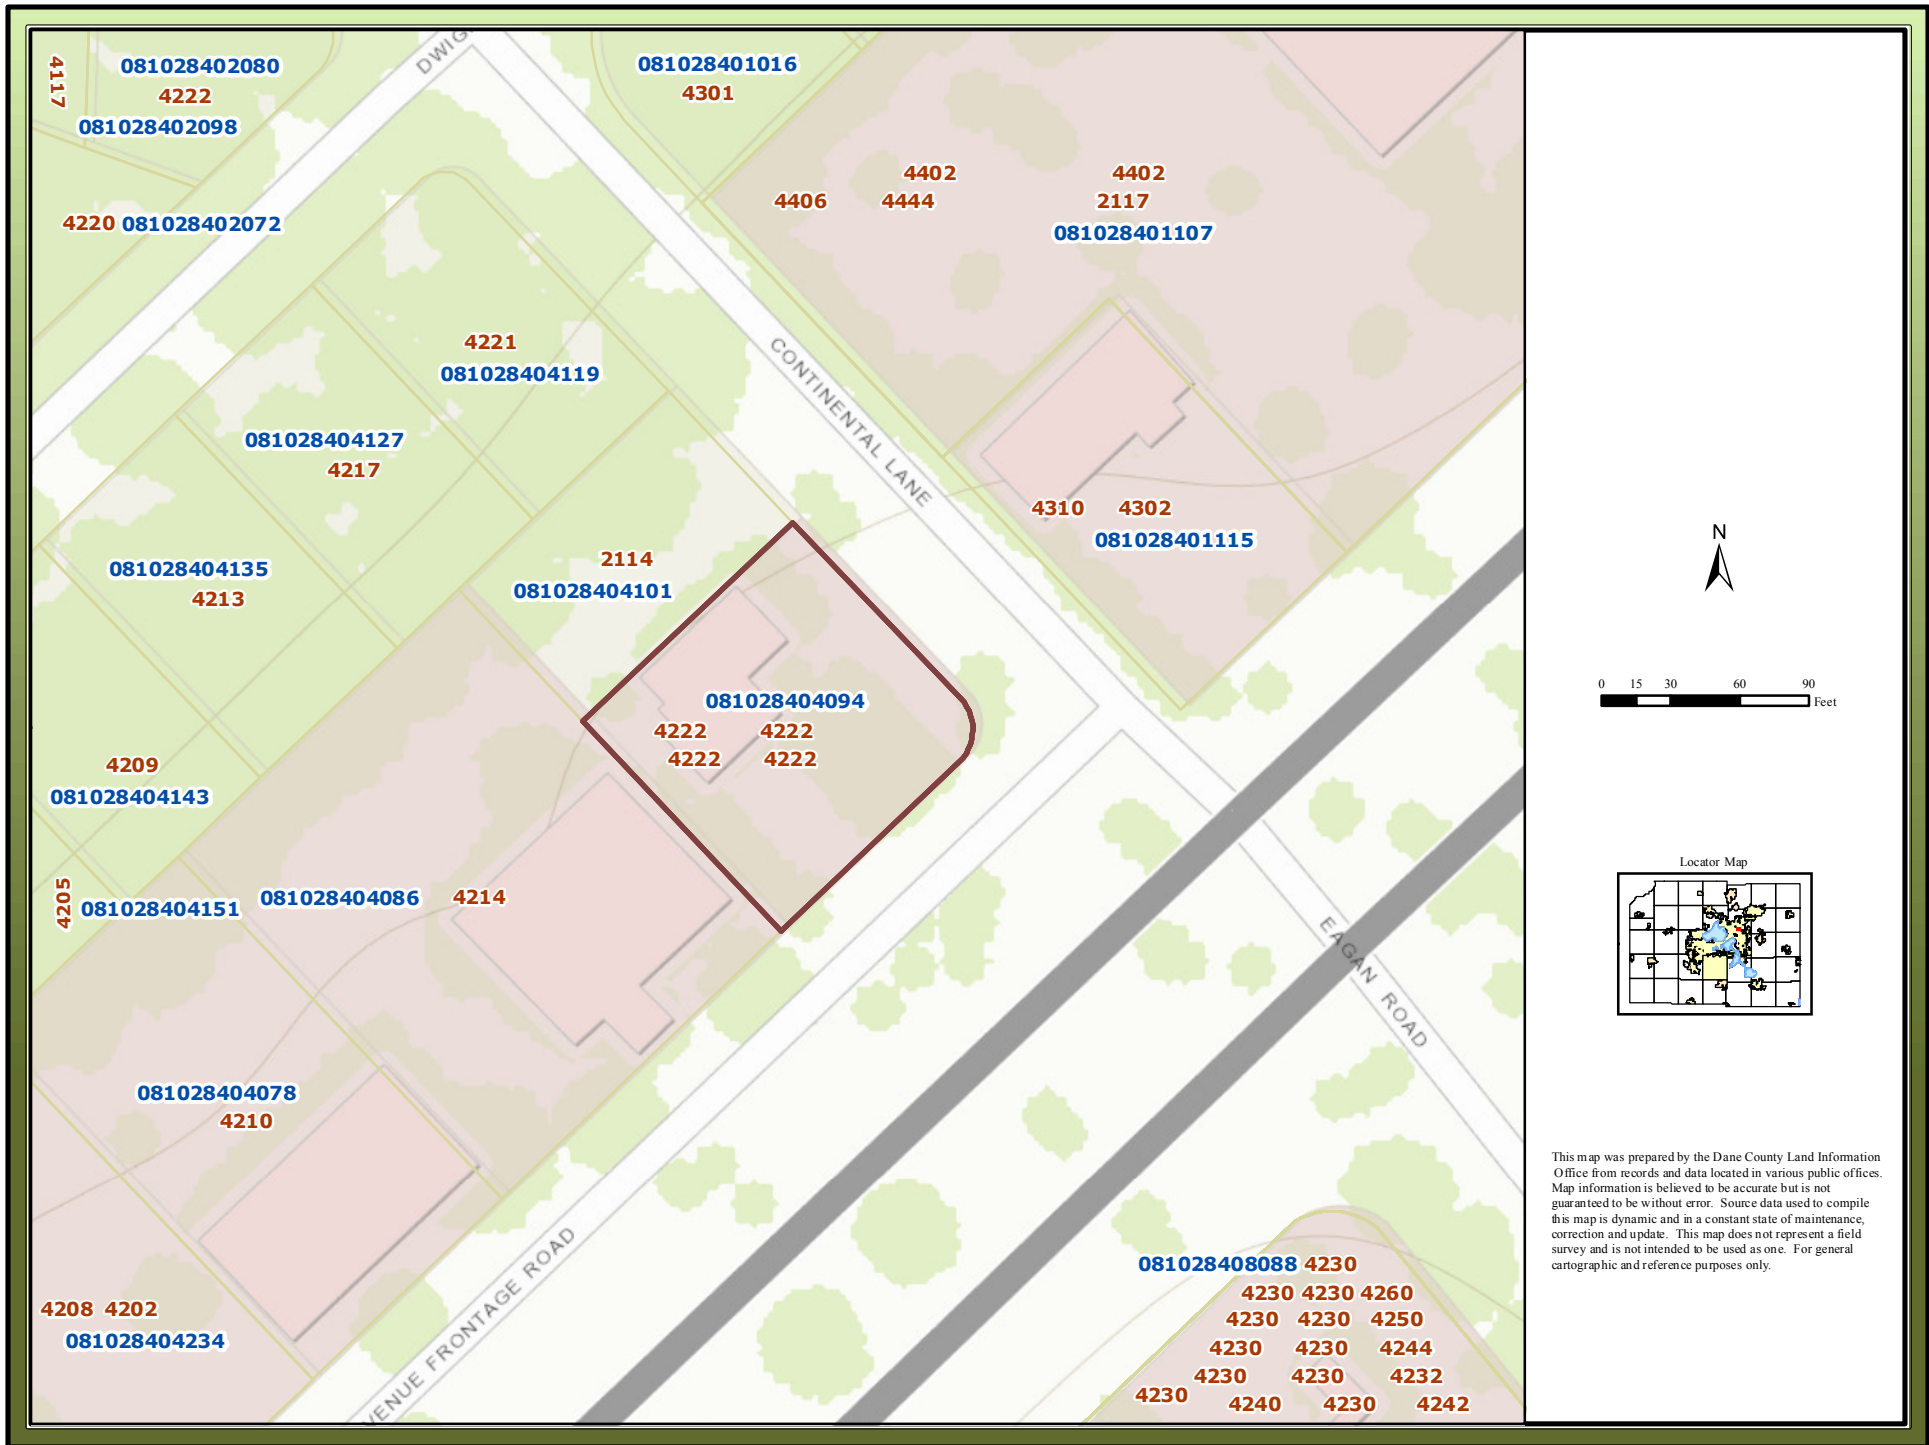 4117
081028402080
4222
081028402098
4220 081028402072
DWIG
081028401016
4301
4402 4402
4406 4444 2117
081028401107
4221
081028404119
CONTINENTAL LANE
081028404127
4217
4310 4302
081028401115
2114
081028404101
081028404135
4213
081028404094
4222 4222
4222 4222
4209
081028404143
4205
081028404151
081028404086 4214
EAGAN ROAD
081028404078
4210
VENUE FRONTAGE ROAD
4208 4202
081028404234
081028408088 4230
4230 4230 4260
4230 4230 4250
4230 4230 4244
4230 4230 4232
4230 4240 4230 4242
N
0 15 30 60 90
Feet
Locator Map
This map was prepared by the Dane County Land Information
Office from records and data located in various public offices.
Map information is believed to be accurate but is not
guaranteed to be without error. Source data used to compile
this map is dynamic and in a constant state of maintenance,
correction and update. This map does not represent a field
survey and is not intended to be used as one. For general
cartographic and reference purposes only.